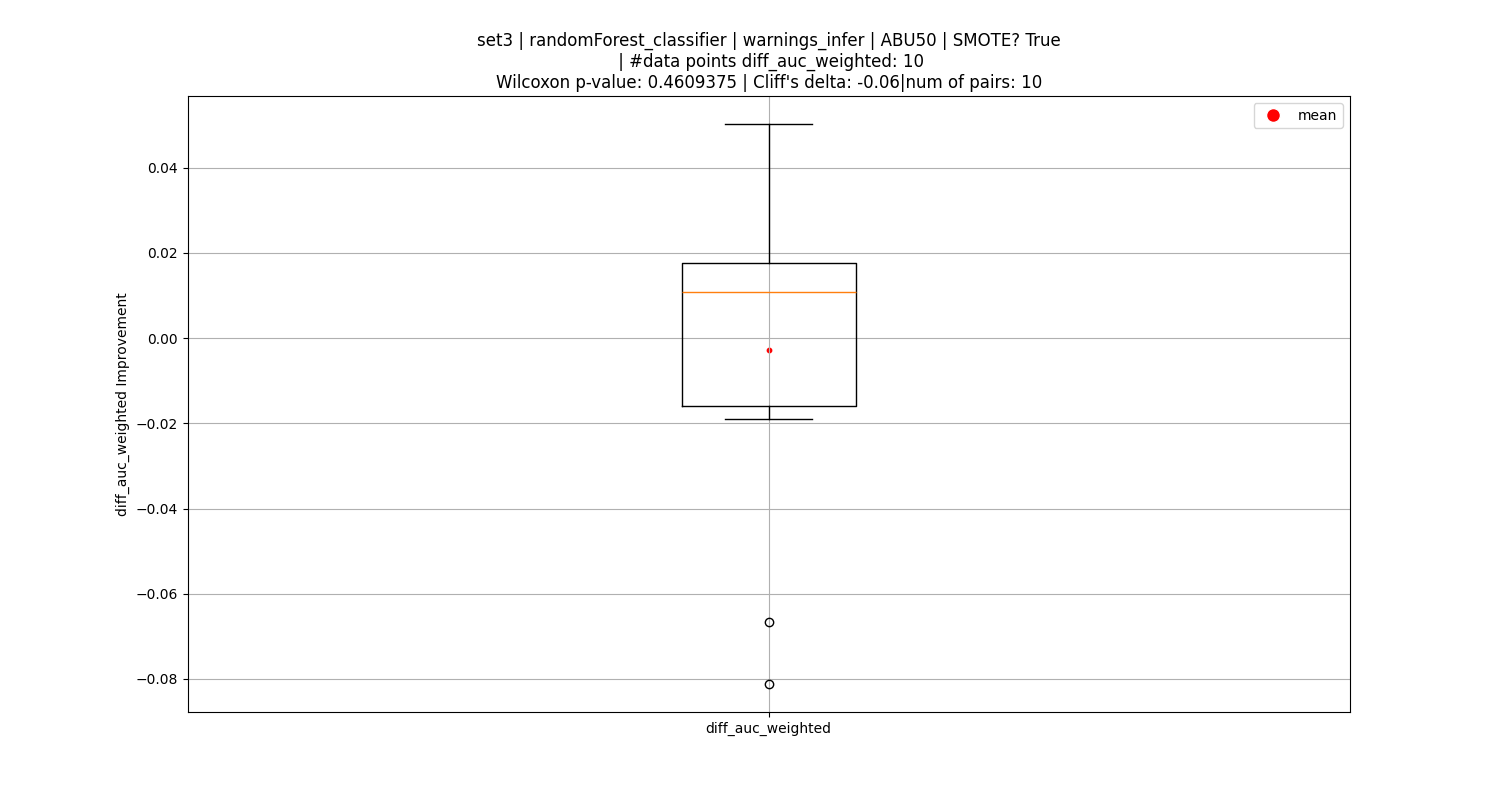 set3 | randomForest_classifier | warnings_infer | ABU50 | SMOTE? True
| #data points diff_auc_weighted: 10
Wilcoxon p-value: 0.4609375 | Cliff's delta: -0.06|num of pairs: 10
mean
0.04
0.02
0.00
−0.02
−0.04
−0.06
−0.08
diff_auc_weighted Improvement
diff_auc_weighted